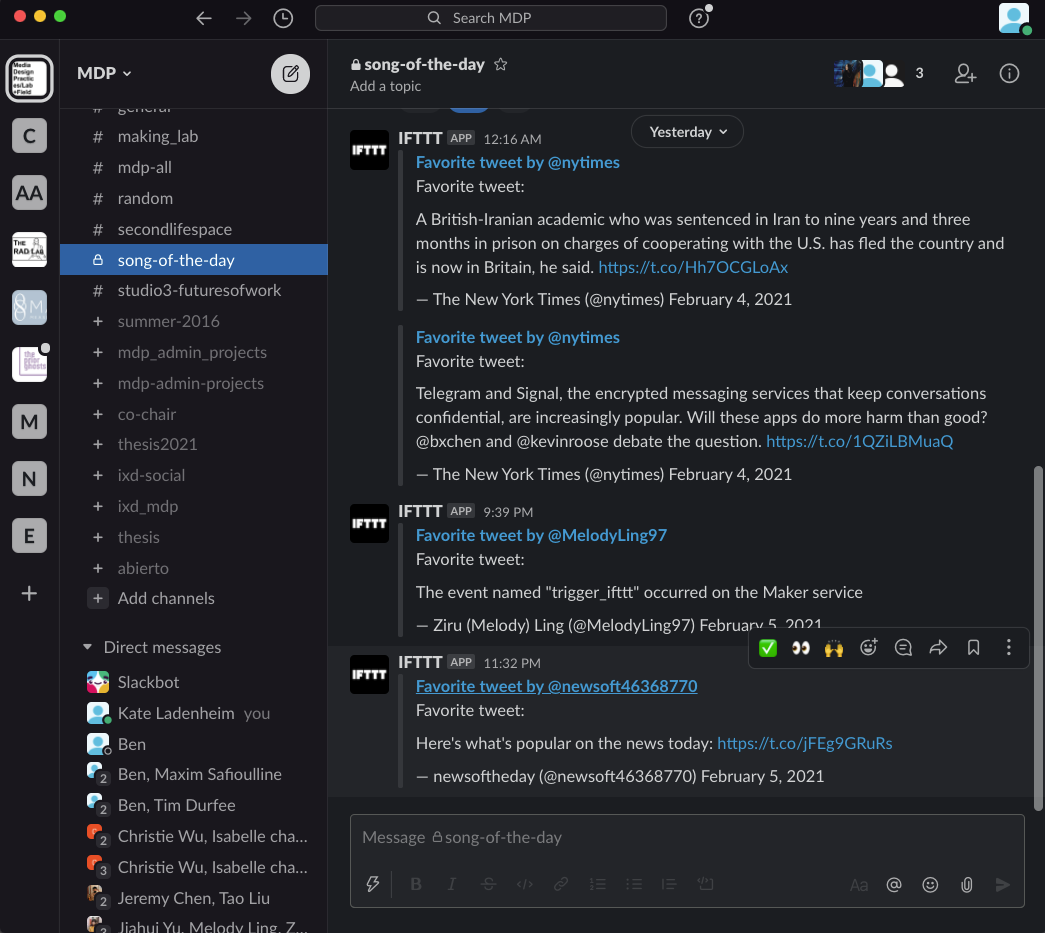 Search MDP
Media
Design
Practic
es/Lab
+Field
C
AA
THE
RAD LAB
M
N
E
MDP
general
# making_lab
# mdp-all
# random
# secondlifespace
song-of-the-day
# studio3-futuresofwork
+ summer-2016
+ mdp_admin_projects
+ mdp-admin-projects
+ co-chair
+ thesis2021
+ ixd-social
+ ixd_mdp
+ thesis
+ abierto
+ Add channels
Direct messages
Slackbot
Kate Ladenheim you
Ben
2 Ben, Maxim Safioulline
2 Ben, Tim Durfee
2 Christie Wu, Isabelle cha...
3 Christie Wu, Isabelle cha...
2 Jeremy Chen, Tao Liu
3 Jiahui Yu, Melody Ling, Z...
song-of-the-day
Add a topic
3
Yesterday
IFTTT
IFTTT APP 12:16 AM
Favorite tweet by @nytimes
Favorite tweet:
A British-Iranian academic who was sentenced in Iran to nine years and three
months in prison on charges of cooperating with the U.S. has fled the country and
is now in Britain, he said. https://t.co/Hh7OCGLoAx
— The New York Times (@nytimes) February 4, 2021
Favorite tweet by @nytimes
Favorite tweet:
Telegram and Signal, the encrypted messaging services that keep conversations
confidential, are increasingly popular. Will these apps do more harm than good?
@bxchen and @kevinroose debate the question. https://t.co/1QZiLBMuaQ
— The New York Times (@nytimes) February 4, 2021
IFTTT
IFTTT APP 9:39 PM
Favorite tweet by @MelodyLing97
Favorite tweet:
The event named "trigger_ifttt" occurred on the Maker service
— Ziru (Melody) Ling (@MelodyLing97) February 5, 2021
IFTTT
IFTTT APP 11:32 PM
Favorite tweet by @newsoft46368770
Favorite tweet:
Here's what's popular on the news today: https://t.co/jFEg9GRuRs
— newsoftheday (@newsoft46368770) February 5, 2021
Message song-of-the-day
B I S </> Aa @